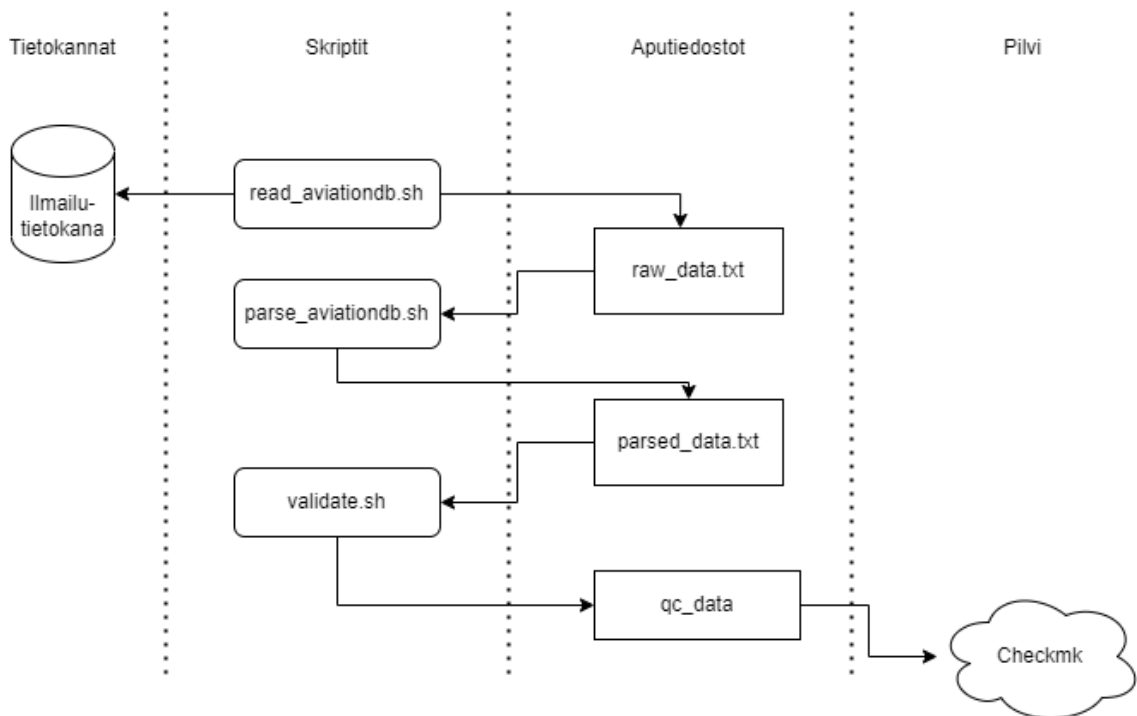 Tietokannat
Skriptit
Aputiedostot
Pilvi
Ilmailu-
tietokana
read_aviationdb.sh
raw_data.txt
parse_aviationdb.sh
parsed_data.txt
validate.sh
qc_data
Checkmk